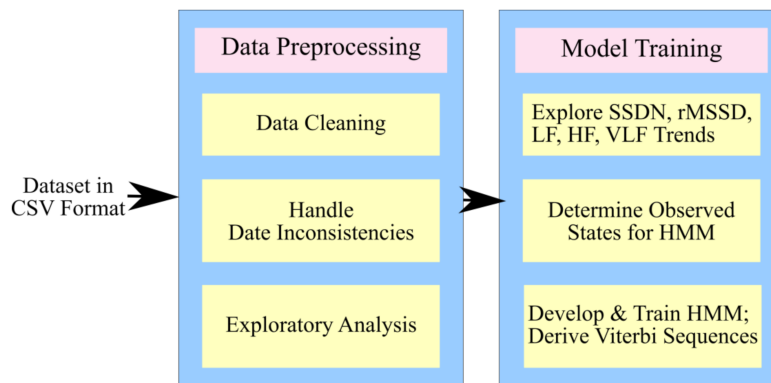 Dataset in
CSV Format
Data Preprocessing
Data Cleaning
Handle
Date Inconsistencies
Exploratory Analysis
Model Training
Explore SSDN, rMSSD,
LF, HF, VLF Trends
Determine Observed
States for HMM
Develop & Train HMM;
Derive Viterbi Sequences